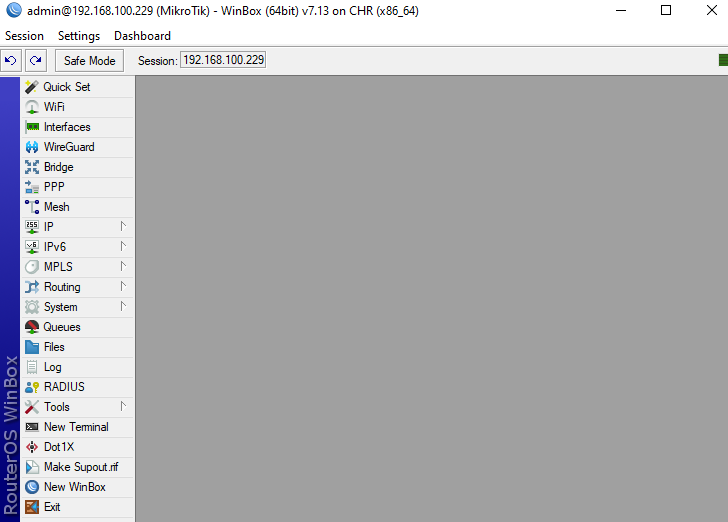 admin@192.168.100.229 (MikroTik) - WinBox (64bit) v7.13 on CHR (x86_64)
Session Settings Dashboard
Safe Mode Session: 192.168.100.229
Quick Set
WiFi
Interfaces
WireGuard
Bridge
PPP
Mesh
255 IP
v6 IPv6
MPLS
Routing
System
Queues
Files
Log
RADIUS
Tools
New Terminal
Dot1X
Make Supout.rif
New WinBox
Exit
RouterOS WinBox